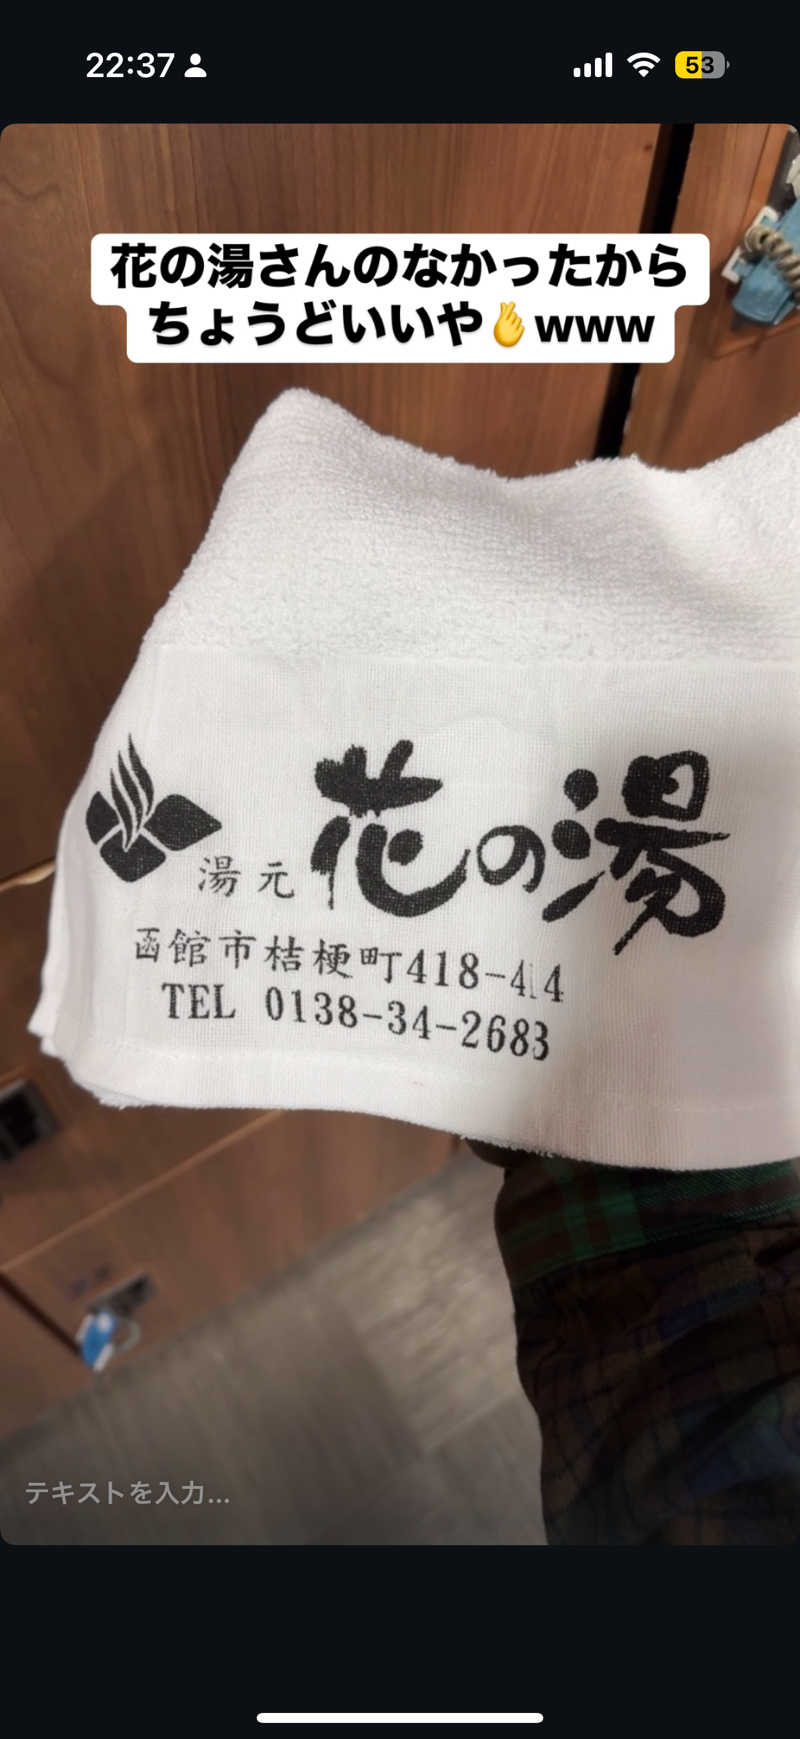 22:37
53
花の湯さんのなかったから
ちょうどいいや🫰www
湯元 花の湯
函館市桔梗町418-414
TEL 0138-34-2683
テキストを入力...